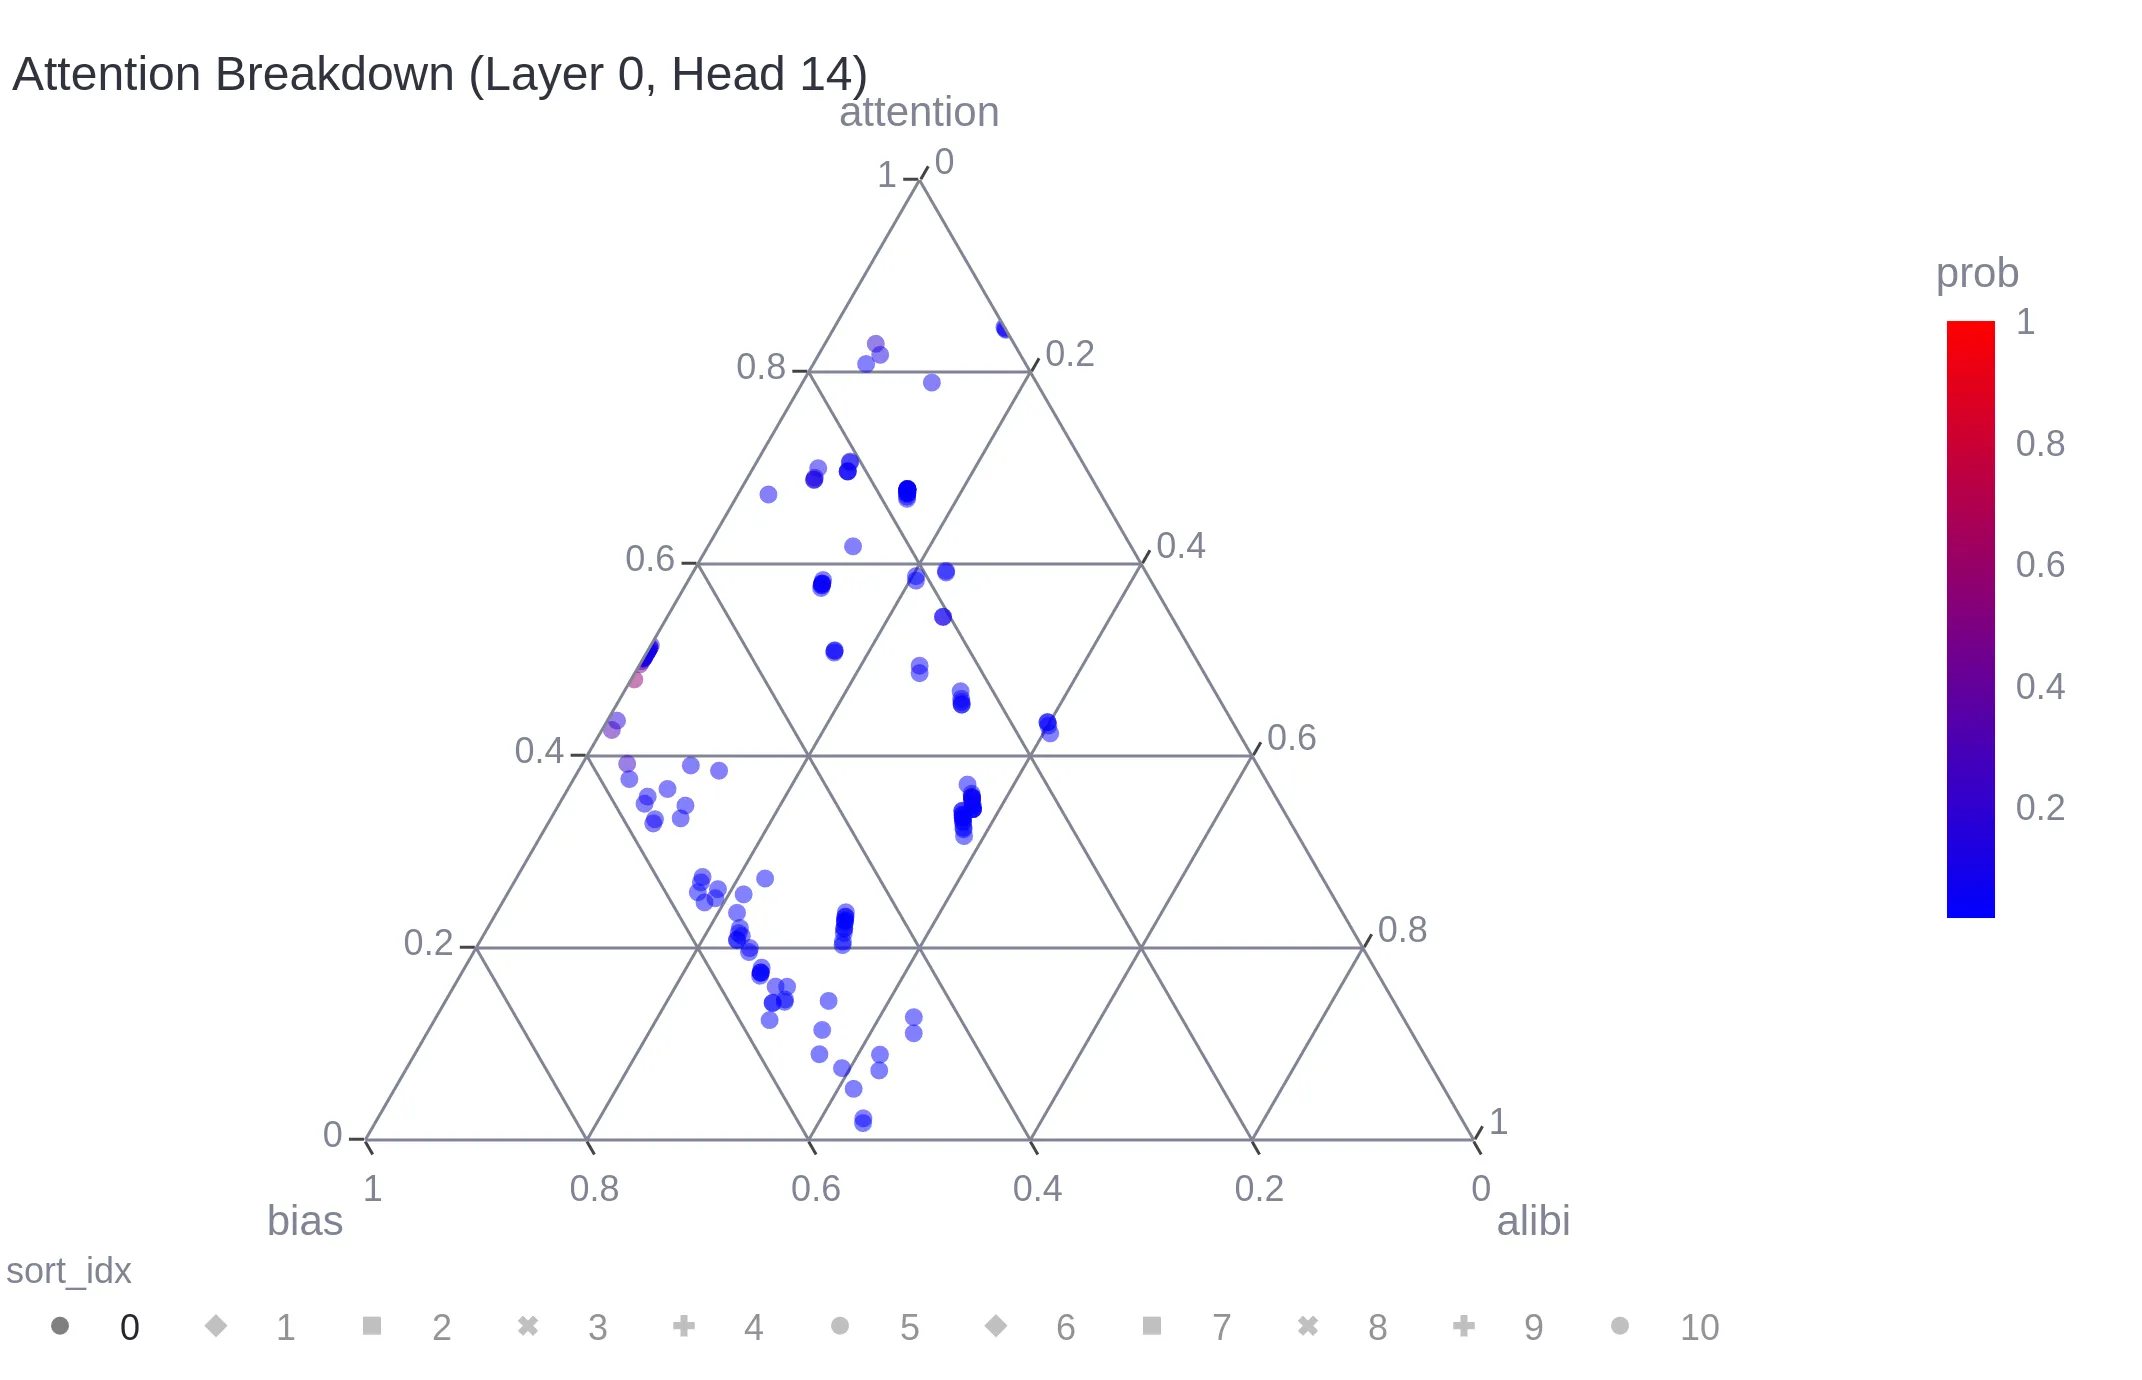 Attention Breakdown (Layer 0, Head 14)
attention
1 0
0.8 0.2
0.6 0.4
0.4 0.6
0.2 0.8
0 1
1 0.8 0.6 0.4 0.2 0
bias alibi
prob
1
0.8
0.6
0.4
0.2
sort_idx
0 1 2 3 4 5 6 7 8 9 10